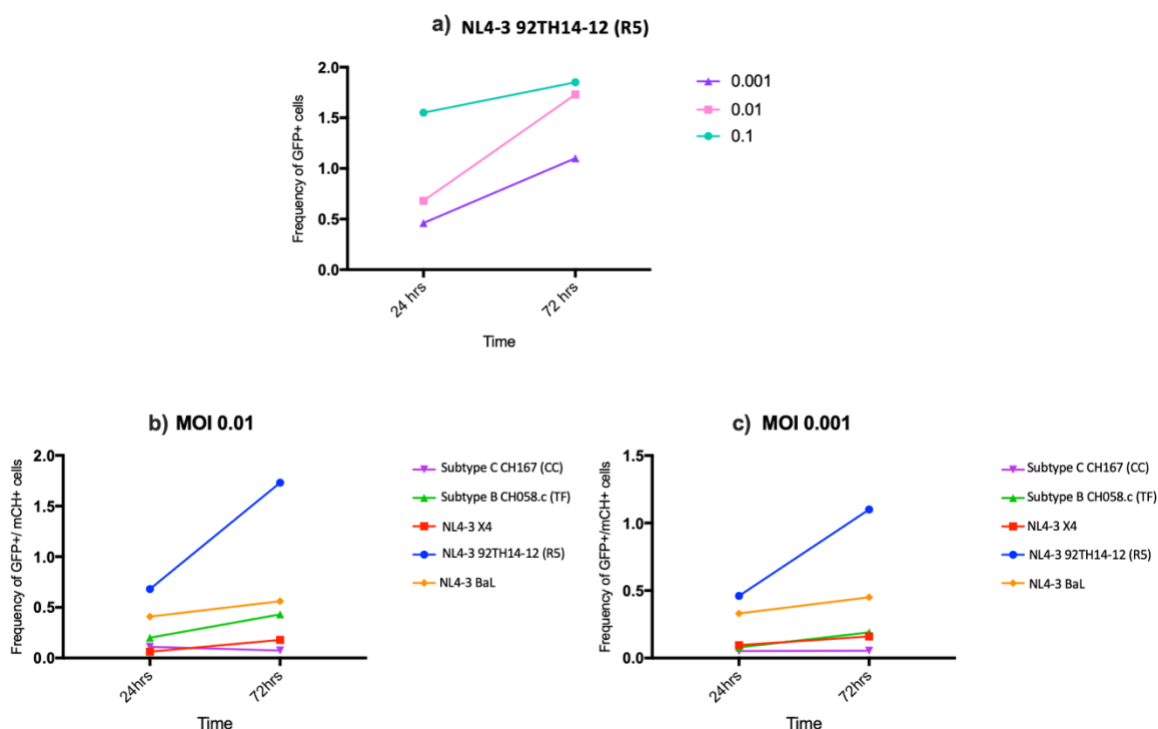 a) NL4-3 92TH14-12 (R5)
Frequency of GFP+ cells
2.0
1.5
1.0
0.5
0.0
24 hrs
72 hrs
Time
0.001
0.01
0.1
b) MOI 0.01
Frequency of GFP+/ mCH+ cells
2.0
1.5
1.0
0.5
0.0
24hrs
72hrs
Time
Subtype C CH167 (CC)
Subtype B CH058.c (TF)
NL4-3 X4
NL4-3 92TH14-12 (R5)
NL4-3 BaL
c) MOI 0.001
Frequency of GFP+/mCH+ cells
1.5
1.0
0.5
0.0
24hrs
72hrs
Time
Subtype C CH167 (CC)
Subtype B CH058.c (TF)
NL4-3 X4
NL4-3 92TH14-12 (R5)
NL4-3 BaL